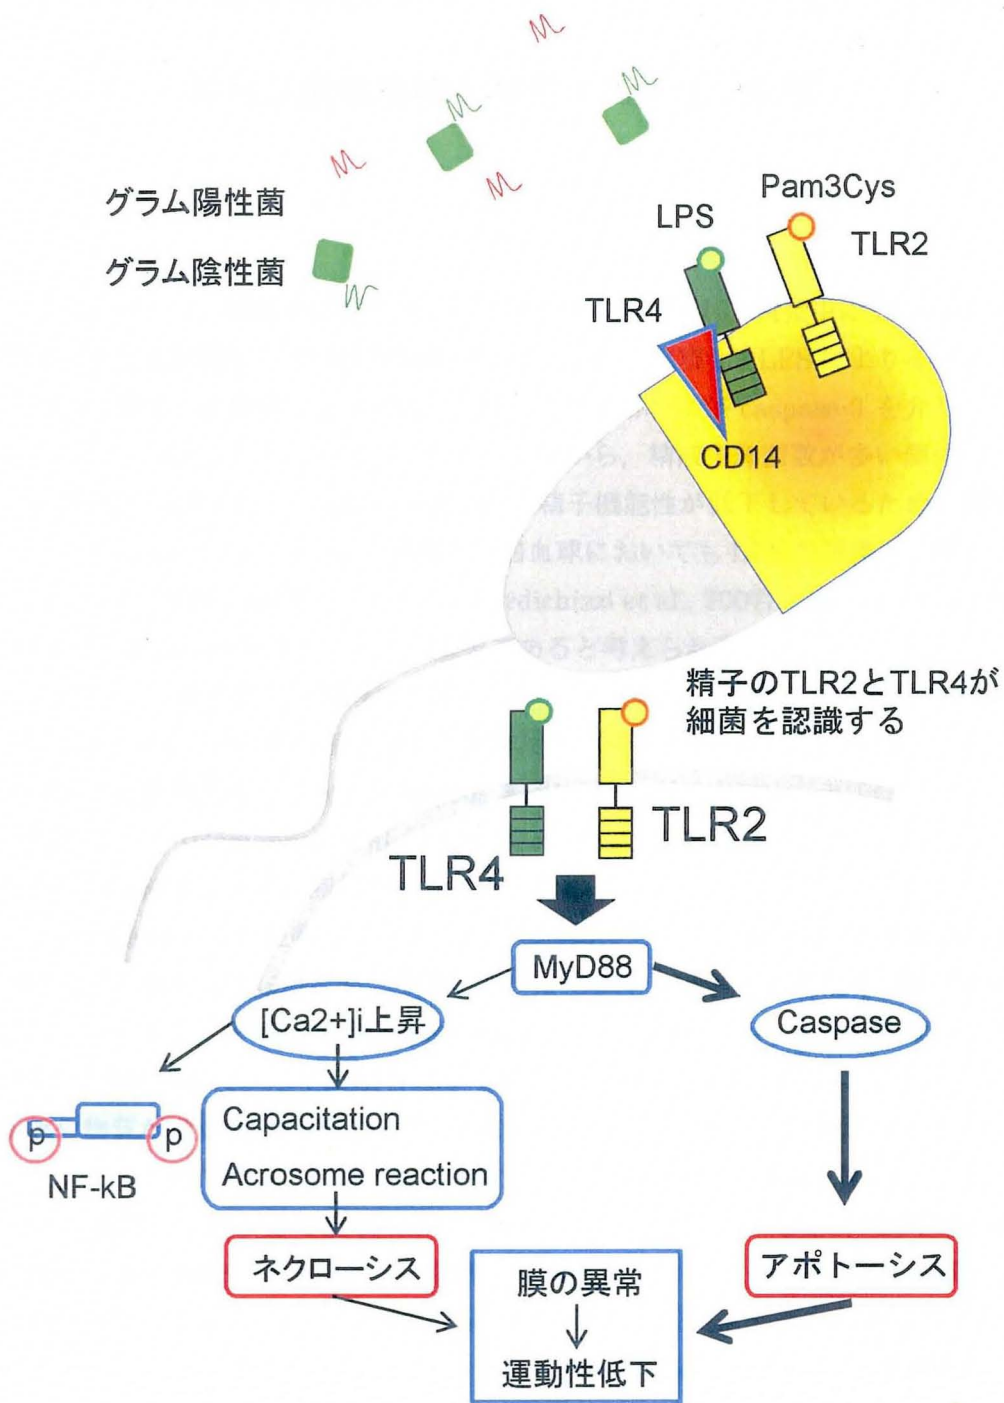 グラム陽性菌
グラム陰性菌
Pam3Cys
LPS
TLR2
TLR4
CD14
精子のTLR2とTLR4が
細菌を認識する
TLR4
TLR2
MyD88
[Ca2+]i上昇
Caspase
p
p
NF-kB
Capacitation
Acrosome reaction
ネクローシス
膜の異常
運動性低下
アポトーシス